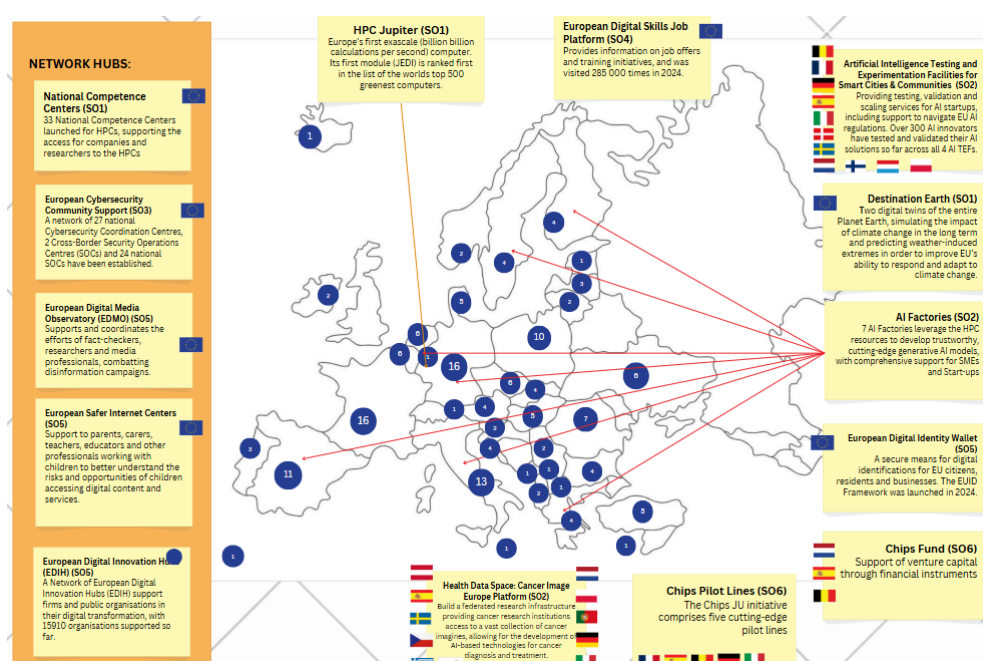 NETWORK HUBS:
National Competence
Centers (SO1)
33 National Competence Centers
launched for HPCs, supporting the
access for companies and
researchers to the HPCs
European Cybersecurity
Community Support (SO3)
A network of 27 national
Cybersecurity Coordination Centres,
2 Cross-Border Security Operations
Centres (SOCs) and 24 national
SOCs have been established.
European Digital Media
Observatory (EDMO) (SO5)
Supports and coordinates the
efforts of fact-checkers,
researchers and media
professionals, combatting
disinformation campaigns.
European Safer Internet Centers
(SO5)
Support to parents, carers,
teachers, educators and other
professionals working with
children to better understand the
risks and opportunities of children
accessing digital content and
services.
European Digital Innovation
(EDIH) (SO5)
A Network of European Digital
Innovation Hubs (EDIH) support
firms and public organisations in
their digital transformation, with
15910 organisations supported so
far.
HPC Jupiter (SO1)
Europe's first exascale (billion billion
calculations per second) computer.
Its first module (JEDI) is ranked first
in the list of the worlds top 500
greenest computers.
European Digital Skills Job
Platform (SO4)
Provides information on job offers
and training initiatives, and was
visited 285 000 times in 2024.
1
4
2
4
1
3
2
2
5
10
6
6
1
16
6
4
6
1
4
16
7
2
3
4
2
11
13
1
1
4
2
1
4
5
1
1
1
Artificial Intelligence Testing and
Experimentation Facilities for
Smart Cities & Communities (SO2)
Providing testing, validation and
scaling services for AI startups,
including support to navigate EU AI
regulations. Over 300 AI innovators
have tested and validated their AI
solutions so far across all 4 AI TEFs.
Destination Earth (SO1)
Two digital twins of the entire
Planet Earth, simulating the impact
of climate change in the long term
and predicting weather-induced
extremes in order to improve EU's
ability to respond and adapt to
climate change.
AI Factories (SO2)
7 AI Factories leverage the HPC
resources to develop trustworthy,
cutting-edge generative AI models,
with comprehensive support for SMEs
and Start-ups
European Digital Identity Wallet
(SO5)
A secure means for digital
identifications for EU citizens,
residents and businesses. The EUID
Framework was launched in 2024.
Chips Fund (SO6)
Support of venture capital
through financial instruments
Health Data Space: Cancer Image
Europe Platform (SO2)
Build a federated research infrastructure
providing cancer research institutions
access to a vast collection of cancer
imagines, allowing for the development of
AI-based technologies for cancer
diagnosis and treatment.
Chips Pilot Lines (SO6)
The Chips JU initiative
comprises five cutting-edge
pilot lines